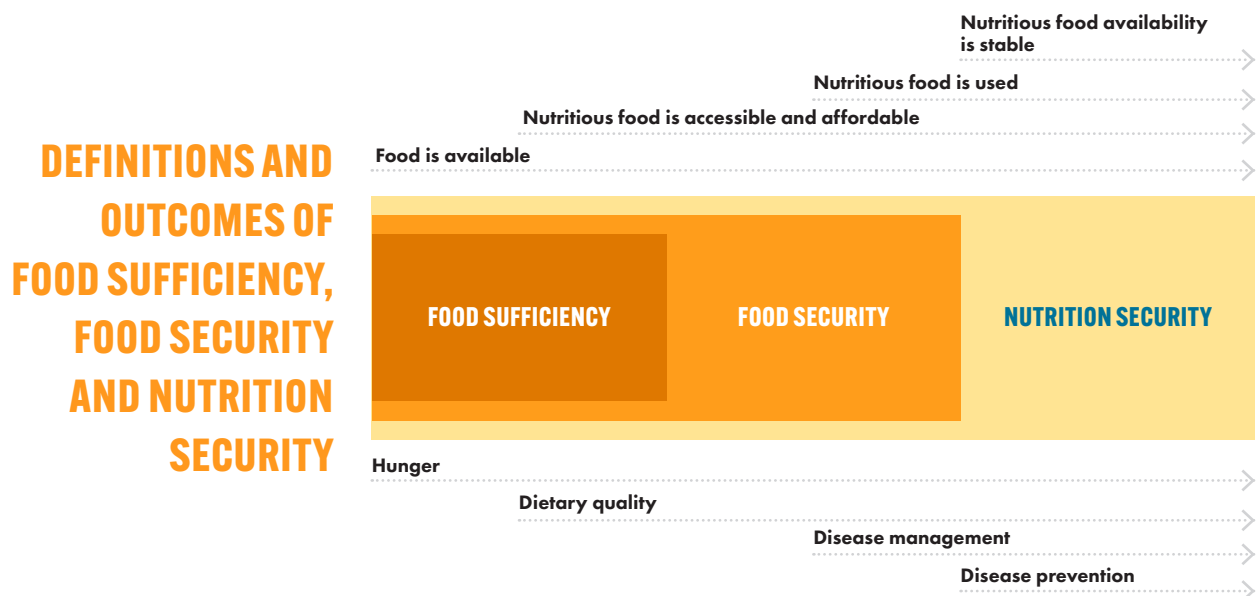 Nutritious food availability
is stable
Nutritious food is used
Nutritious food is accessible and affordable
Food is available
DEFINITIONS AND
OUTCOMES OF
FOOD SUFFICIENCY,
FOOD SECURITY
AND NUTRITION
SECURITY
FOOD SUFFICIENCY
FOOD SECURITY
NUTRITION SECURITY
Hunger
Dietary quality
Disease management
Disease prevention